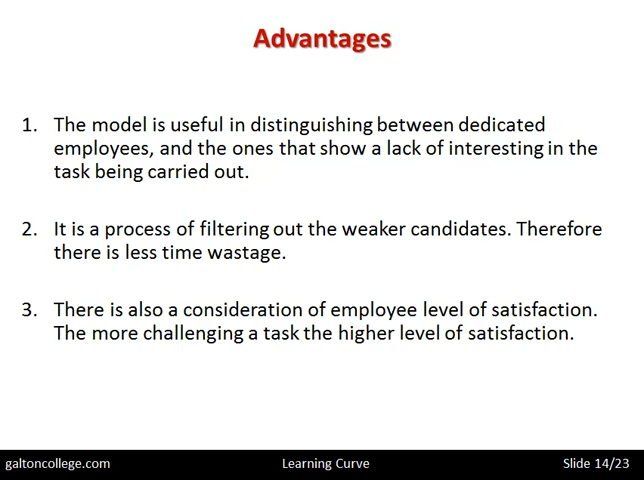 Advantages
1. The model is useful in distinguishing between dedicated
employees, and the ones that show a lack of interesting in the
task being carried out.
2. It is a process of filtering out the weaker candidates. Therefore
there is less time wastage.
3. There is also a consideration of employee level of satisfaction.
The more challenging a task the higher level of satisfaction.
galtoncollege.com Learning Curve Slide 14/23